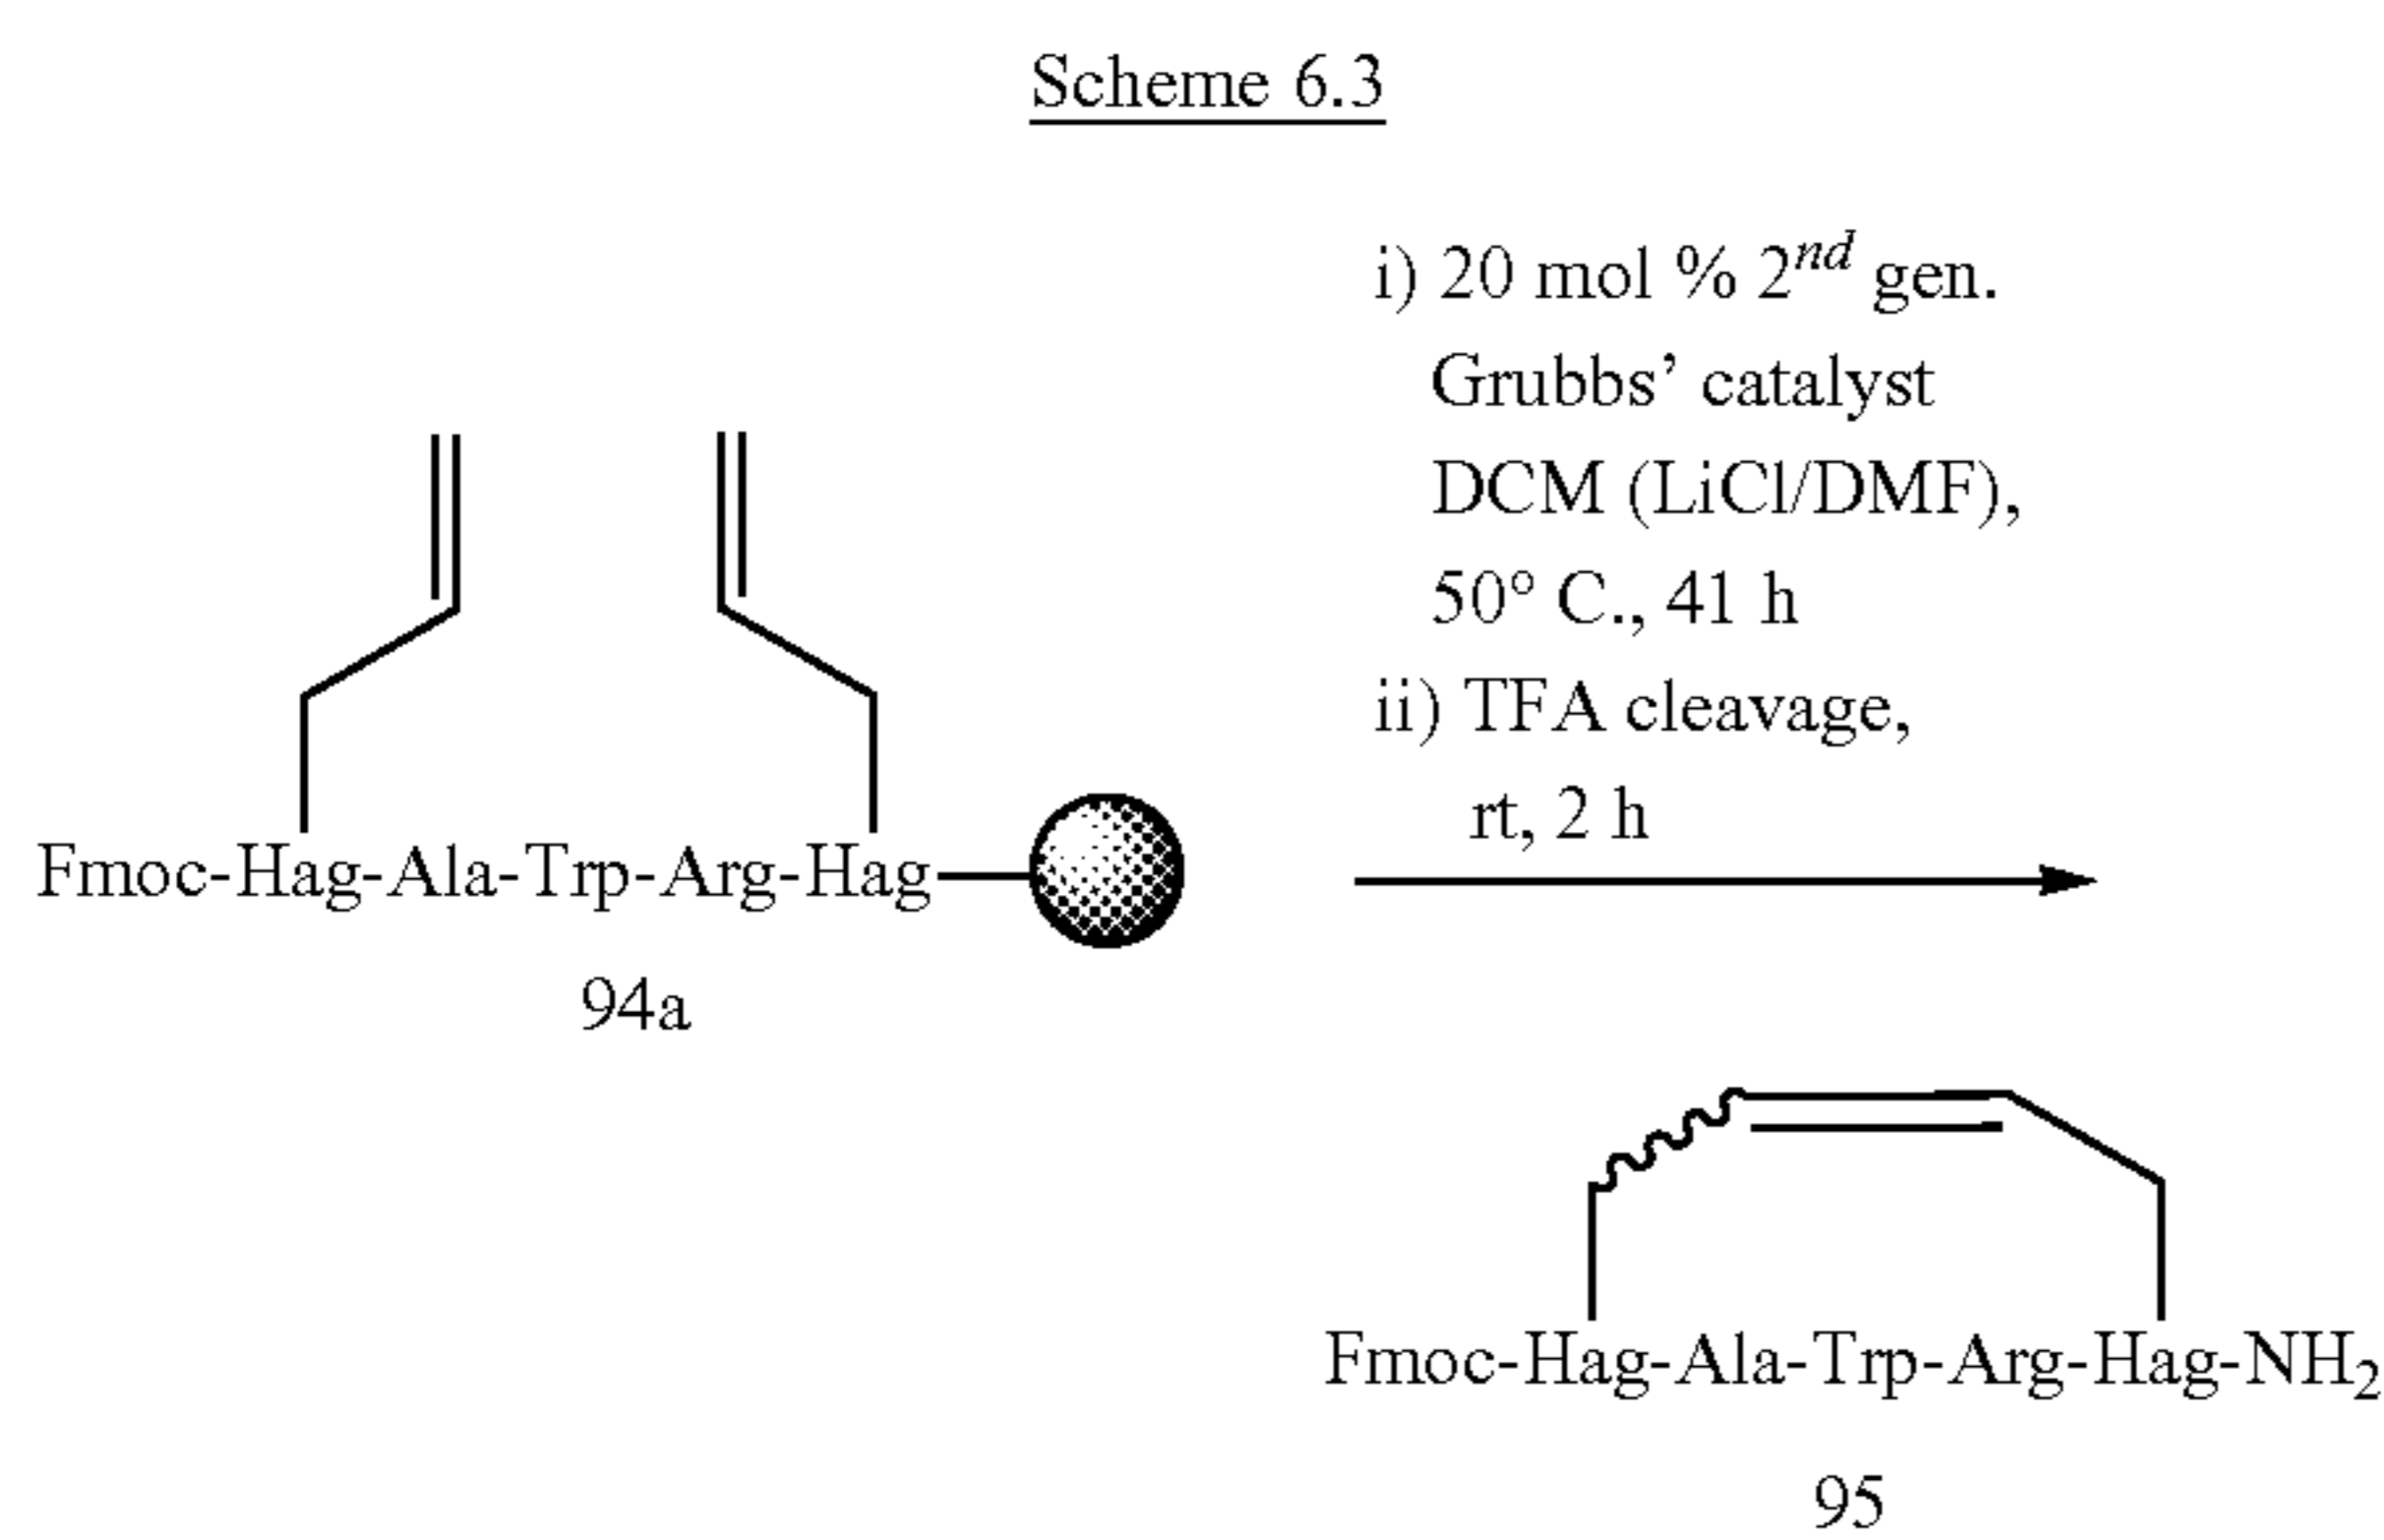 Scheme 6.3
i) 20 mol % 2nd gen.
Grubbs’ catalyst
DCM (LiCl/DMF),
50° C., 41 h
ii) TFA cleavage,
rt, 2 h
Fmoc-Hag-Ala-Trp-Arg-Hag
94a
Fmoc-Hag-Ala-Trp-Arg-Hag-NH2
95